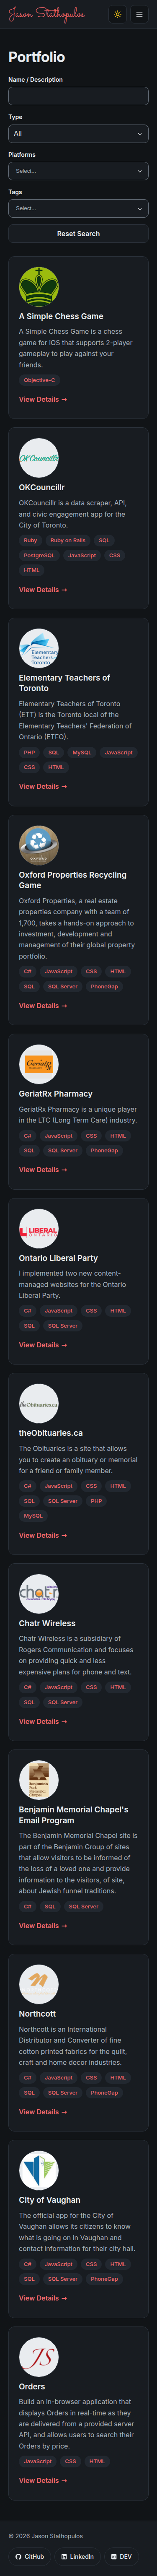 Jason Stathopulos
Portfolio
Name / Description
Type
All
Platforms
Select...
Tags
Select...
Reset Search
A Simple Chess Game
A Simple Chess Game is a chess
game for iOS that supports 2-player
gameplay to play against your
friends.
Objective-C
View Details →
OKCouncillr
OKCouncillr
OKCouncillr is a data scraper, API,
and civic engagement app for the
City of Toronto.
Ruby Ruby on Rails SQL
PostgreSQL JavaScript CSS
HTML
View Details →
Elementary
Teachers of
Toronto
Elementary Teachers of
Toronto
Elementary Teachers of Toronto
(ETT) is the Toronto local of the
Elementary Teachers' Federation of
Ontario (ETFO).
PHP SQL MySQL JavaScript
CSS HTML
View Details →
OXFORD
Oxford Properties Recycling
Game
Oxford Properties, a real estate
properties company with a team of
1,700, takes a hands-on approach to
investment, development and
management of their global property
portfolio.
C# JavaScript CSS HTML
SQL SQL Server PhoneGap
View Details →
GeriatRx
GeriatRx Pharmacy
GeriatRx Pharmacy is a unique player
in the LTC (Long Term Care) industry.
C# JavaScript CSS HTML
SQL SQL Server PhoneGap
View Details →
LIBERAL
ONTARIO
Ontario Liberal Party
I implemented two new content-
managed websites for the Ontario
Liberal Party.
C# JavaScript CSS HTML
SQL SQL Server
View Details →
theObituaries.ca
theObituaries.ca
The Obituaries is a site that allows
you to create an obituary or memorial
for a friend or family member.
C# JavaScript CSS HTML
SQL SQL Server PHP
MySQL
View Details →
chatr
Chatr Wireless
Chatr Wireless is a subsidiary of
Rogers Communication and focuses
on providing quick and less
expensive plans for phone and text.
C# JavaScript CSS HTML
SQL SQL Server
View Details →
Benjamin Memorial Chapel's
Email Program
The Benjamin Memorial Chapel site is
part of the Benjamin Group of sites
that allow visitors to be informed of
the loss of a loved one and provide
information to the visitors, of site,
about Jewish funeral traditions.
C# SQL SQL Server
View Details →
Northcott
Northcott is an International
Distributor and Converter of fine
cotton printed fabrics for the quilt,
craft and home decor industries.
C# JavaScript CSS HTML
SQL SQL Server PhoneGap
View Details →
City of Vaughan
The official app for the City of
Vaughan allows its citizens to know
what is going on in Vaughan and
contact information for their city hall.
C# JavaScript CSS HTML
SQL SQL Server PhoneGap
View Details →
JS
Orders
Build an in-browser application that
displays Orders in real-time as they
are delivered from a provided server
API, and allows users to search their
Orders by price.
JavaScript CSS HTML
View Details →
© 2026 Jason Stathopulos
GitHub LinkedIn DEV